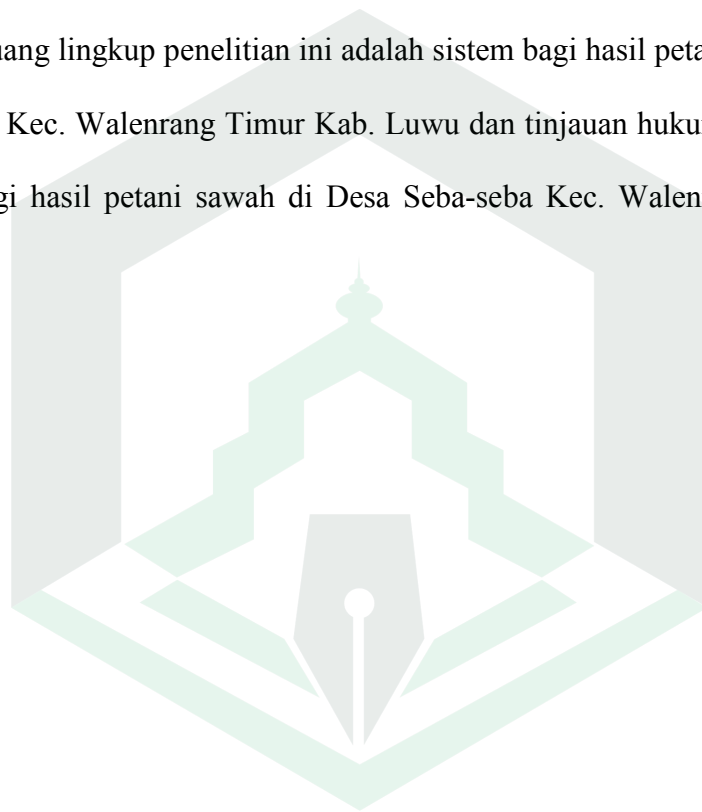 uang lingkup penelitian ini adalah sistem bagi hasil peta
Kec. Walenrang Timur Kab. Luwu dan tinjauan huku
gi hasil petani sawah di Desa Seba-seba Kec. Walen